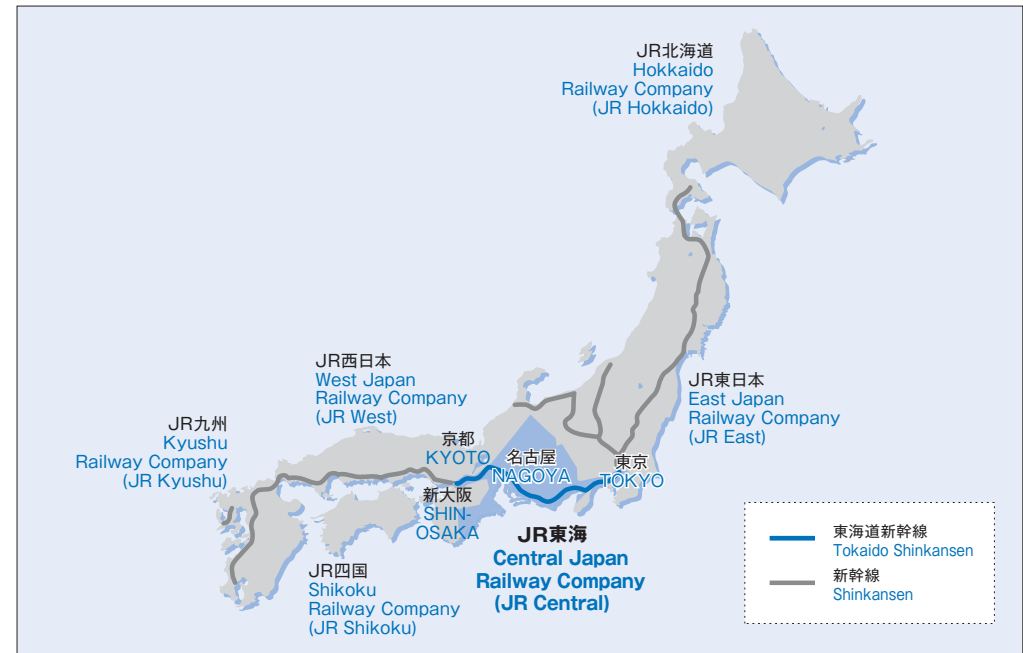 JR北海道
Hokkaido
Railway Company
(JR Hokkaido)
JR西日本
West Japan
Railway Company
(JR West)
JR東日本
East Japan
Railway Company
(JR East)
JR九州
Kyushu
Railway Company
(JR Kyushu)
京都
KYOTO
名古屋
NAGOYA
東京
TOKYO
新大阪
SHIN-
OSAKA
JR東海
Central Japan
Railway Company
(JR Central)
JR四国
Shikoku
Railway Company
(JR Shikoku)
東海道新幹線
Tokaido Shinkansen
新幹線
Shinkansen